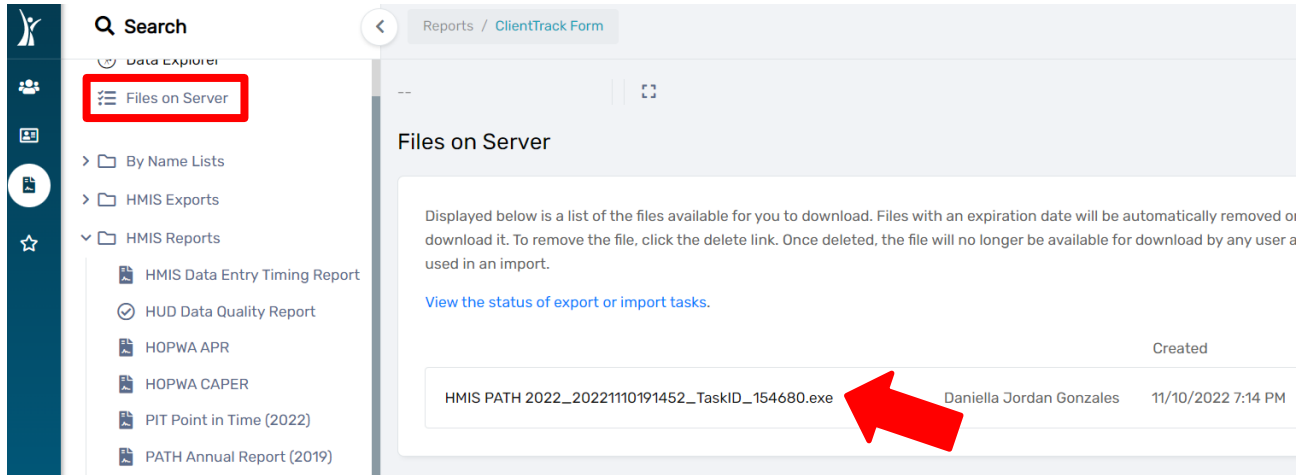 Search
Data Explorer
Files on Server
By Name Lists
HMIS Exports
HMIS Reports
HMIS Data Entry Timing Report
HUD Data Quality Report
HOPWA APR
HOPWA CAPER
PIT Point in Time (2022)
PATH Annual Report (2019)
Reports / ClientTrack Form
--
Files on Server
Displayed below is a list of the files available for you to download. Files with an expiration date will be automatically removed
download it. To remove the file, click the delete link. Once deleted, the file will no longer be available for download by any user
used in an import.
View the status of export or import tasks.
Created
HMIS PATH 2022_20221110191452_TaskID_154680.exe Daniella Jordan Gonzales 11/10/2022 7:14 PM